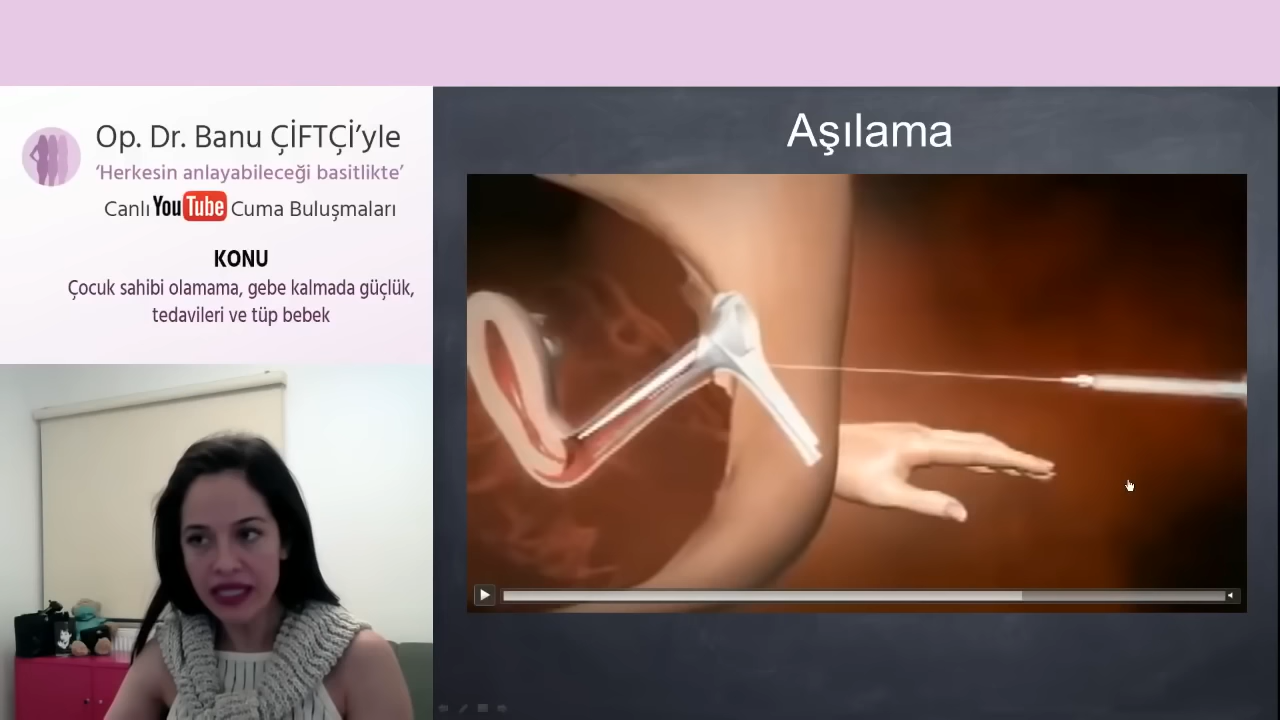 Op. Dr. Banu ÇİFTÇİ’yle
‘Herkesin anlayabileceği basitlikte’
Canlı YouTube Cuma Buluşmaları
KONU
Çocuk sahibi olamama, gebe kalmada güçlük,
tedavileri ve tüp bebek
Aşılama